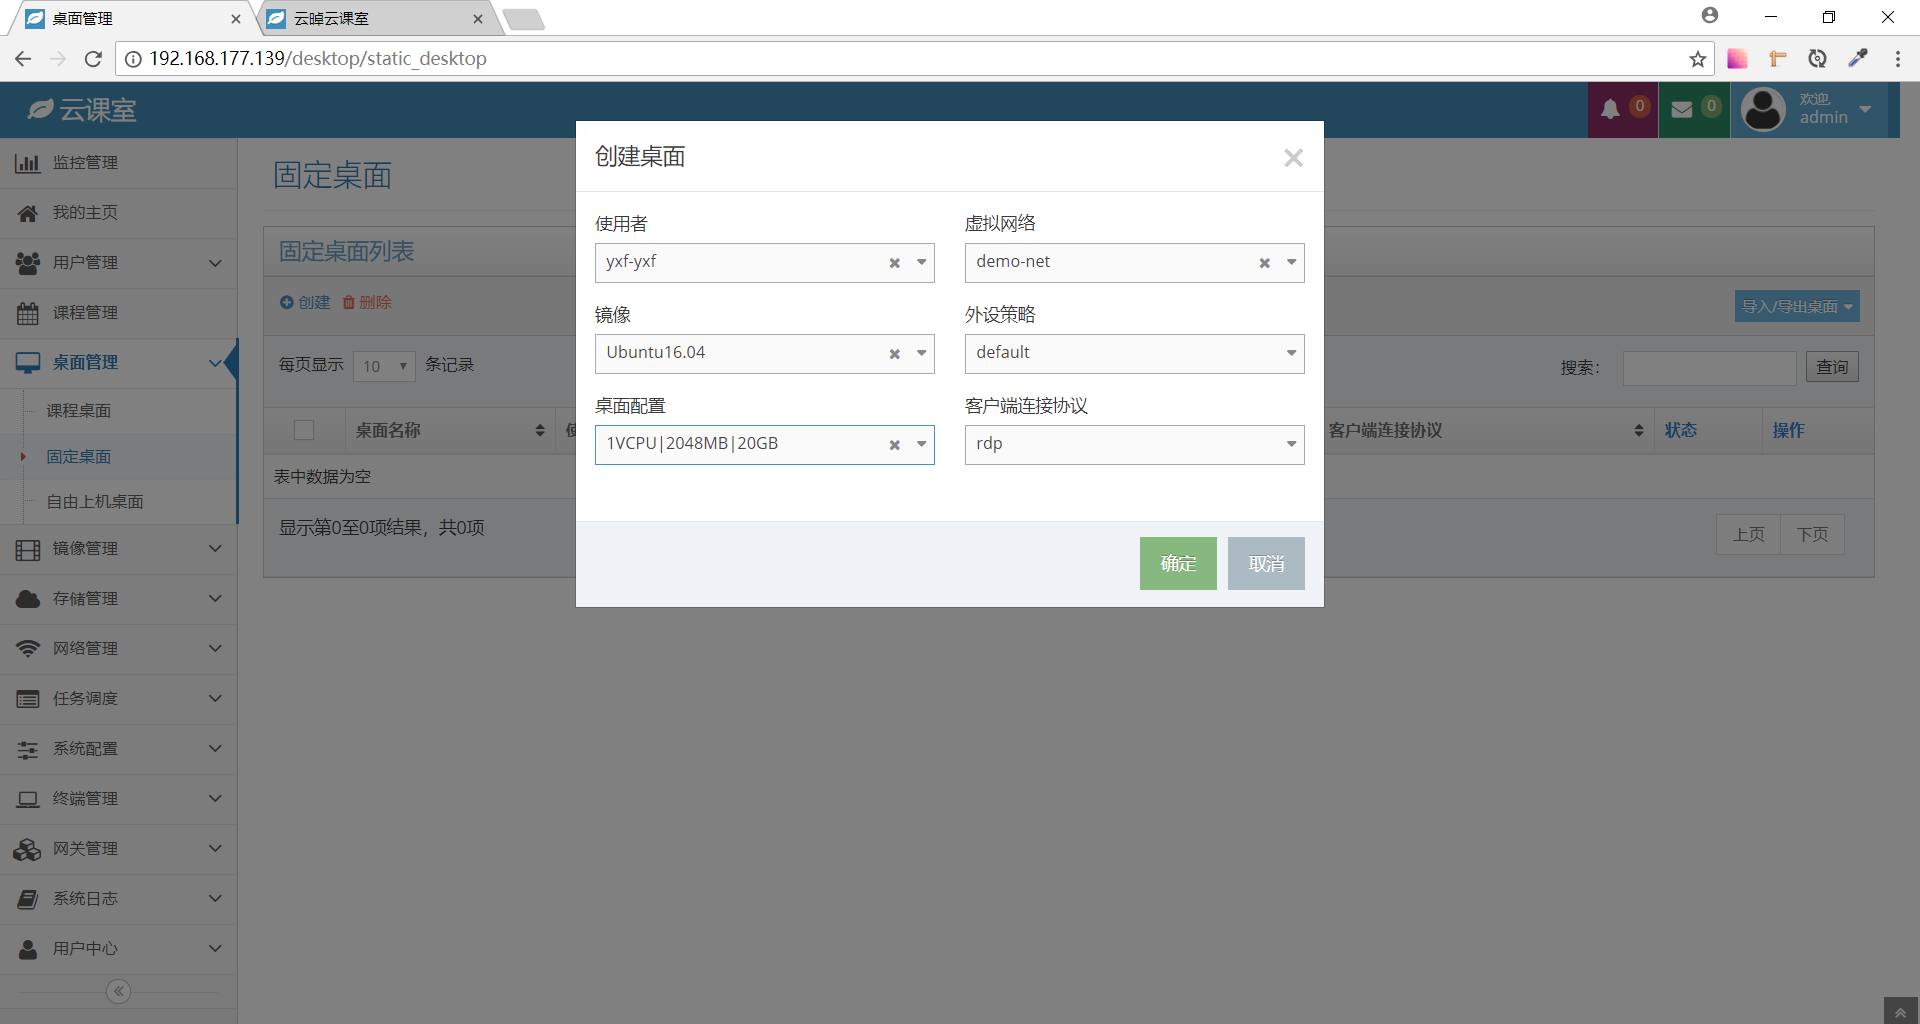 桌面管理
云晫云课室
192.168.177.139/desktop/static_desktop
云课室
0
0
欢迎,
admin
监控管理
我的主页
用户管理
课程管理
桌面管理
课程桌面
固定桌面
自由上机桌面
镜像管理
存储管理
网络管理
任务调度
系统配置
终端管理
网关管理
系统日志
用户中心
固定桌面
固定桌面列表
创建 删除
导入/导出桌面
每页显示 10 条记录
搜索： 查询
桌面名称 客户端连接协议 状态 操作
表中数据为空
显示第0至0项结果，共0项
上页 下页
创建桌面
使用者 虚拟网络
yxf-yxf demo-net
镜像 外设策略
Ubuntu16.04 default
桌面配置 客户端连接协议
1VCPU|2048MB|20GB rdp
确定 取消